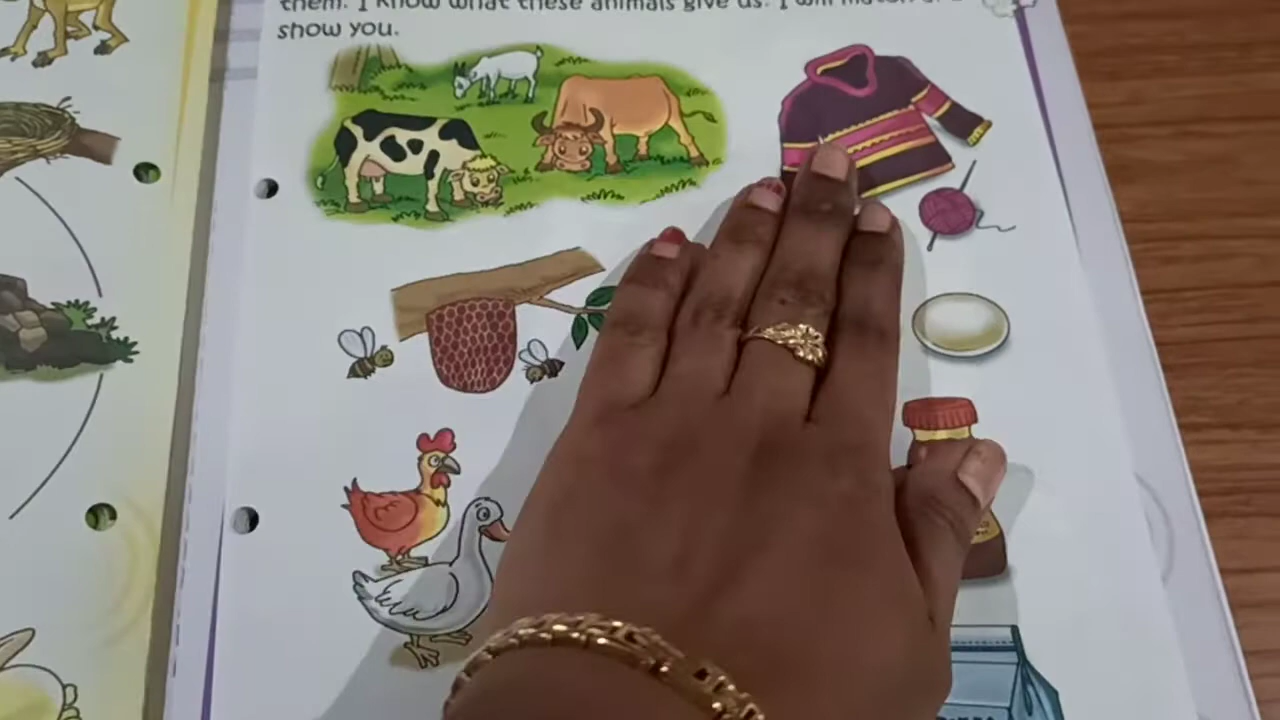 them. I know what these animals give us. I will match
show you.